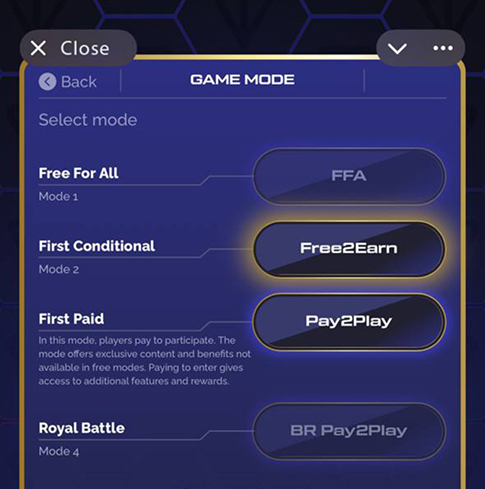 Close
Back
GAME MODE
Select mode
Free For All
FFA
Mode 1
First Conditional
Free2Earn
Mode 2
First Paid
Pay2Play
In this mode, players pay to participate. The
mode offers exclusive content and benefits not
available in free modes. Paying to enter gives
access to additional features and rewards.
Royal Battle
BR Pay2Play
Mode 4